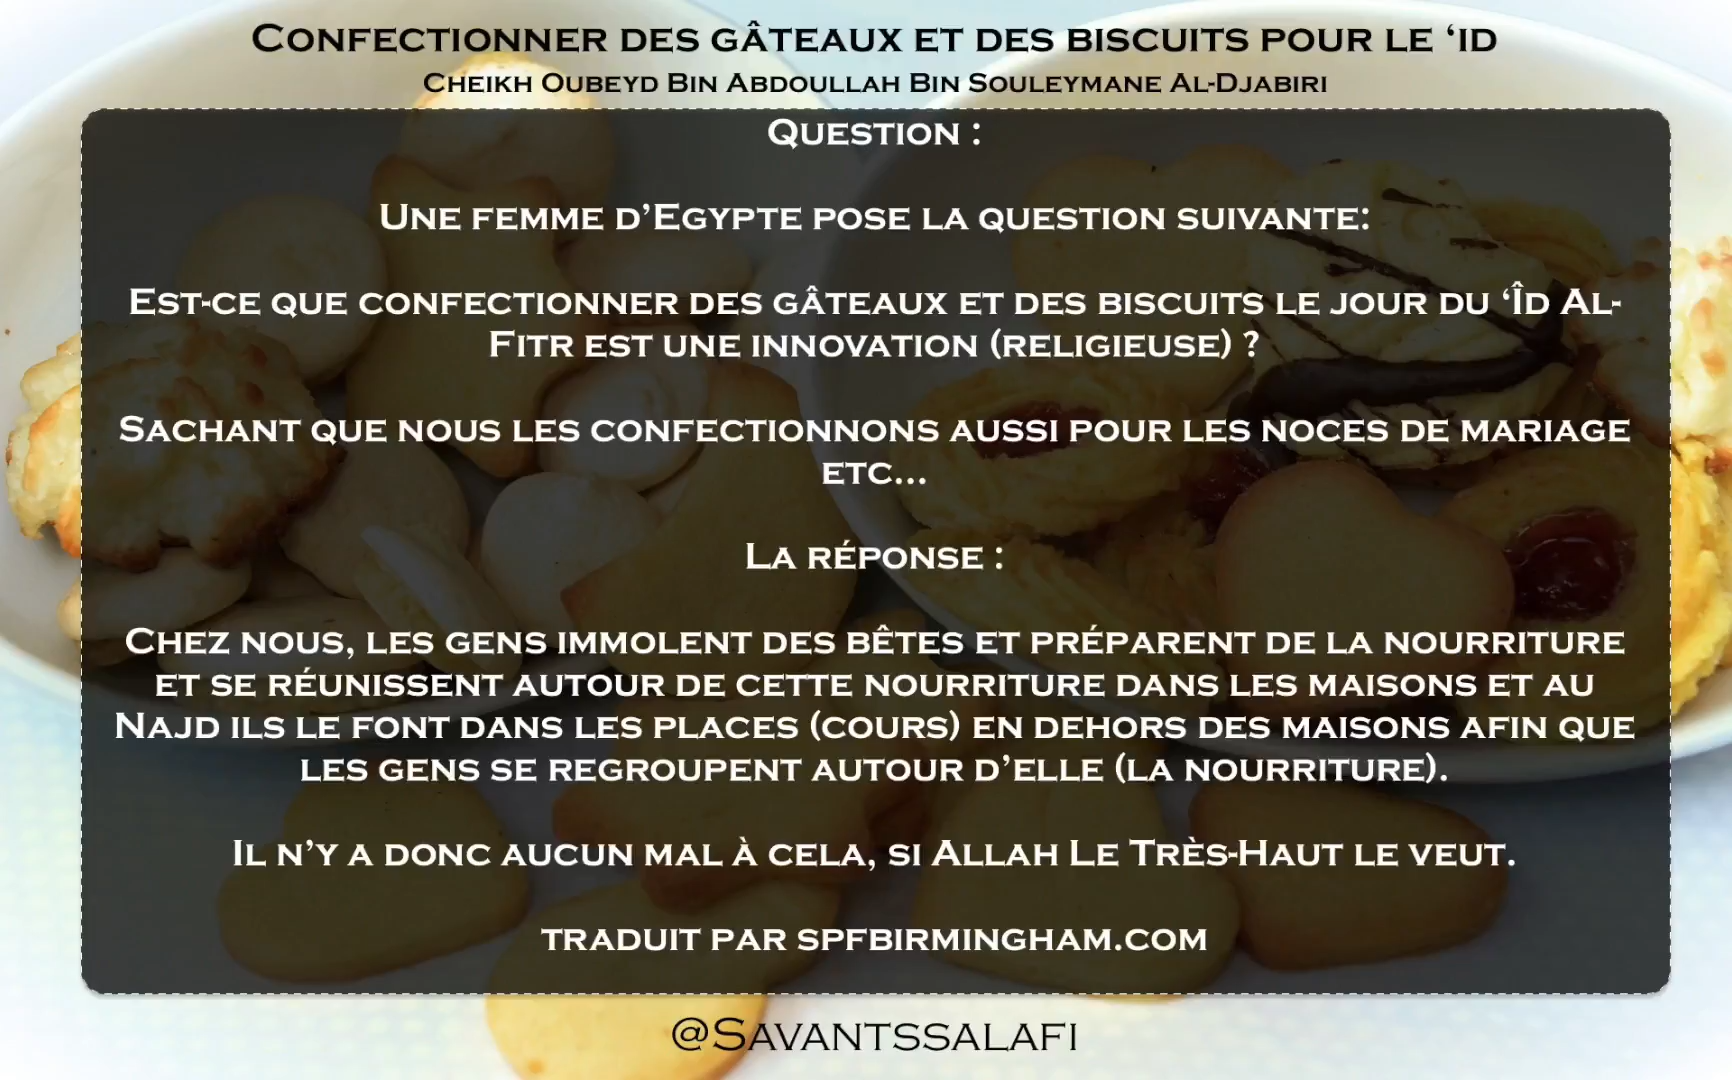 Confectionner des gâteaux et des biscuits pour le ‘id
Cheikh Oubeyd Bin Abdoullah Bin Souleymane Al-Djabiri
Question :
Une femme d’Egypte pose la question suivante:
Est-ce que confectionner des gâteaux et des biscuits le jour du ‘Îd Al-
Fitr est une innovation (religieuse) ?
Sachant que nous les confectionnons aussi pour les noces de mariage
etc...
La réponse :
Chez nous, les gens immolent des bêtes et préparent de la nourriture
et se réunissent autour de cette nourriture dans les maisons et au
Najd ils le font dans les places (cours) en dehors des maisons afin que
les gens se regroupent autour d’elle (la nourriture).
Il n’y a donc aucun mal à cela, si Allah Le Très-Haut le veut.
traduit par spfbirmingham.com
@Savantssalafi